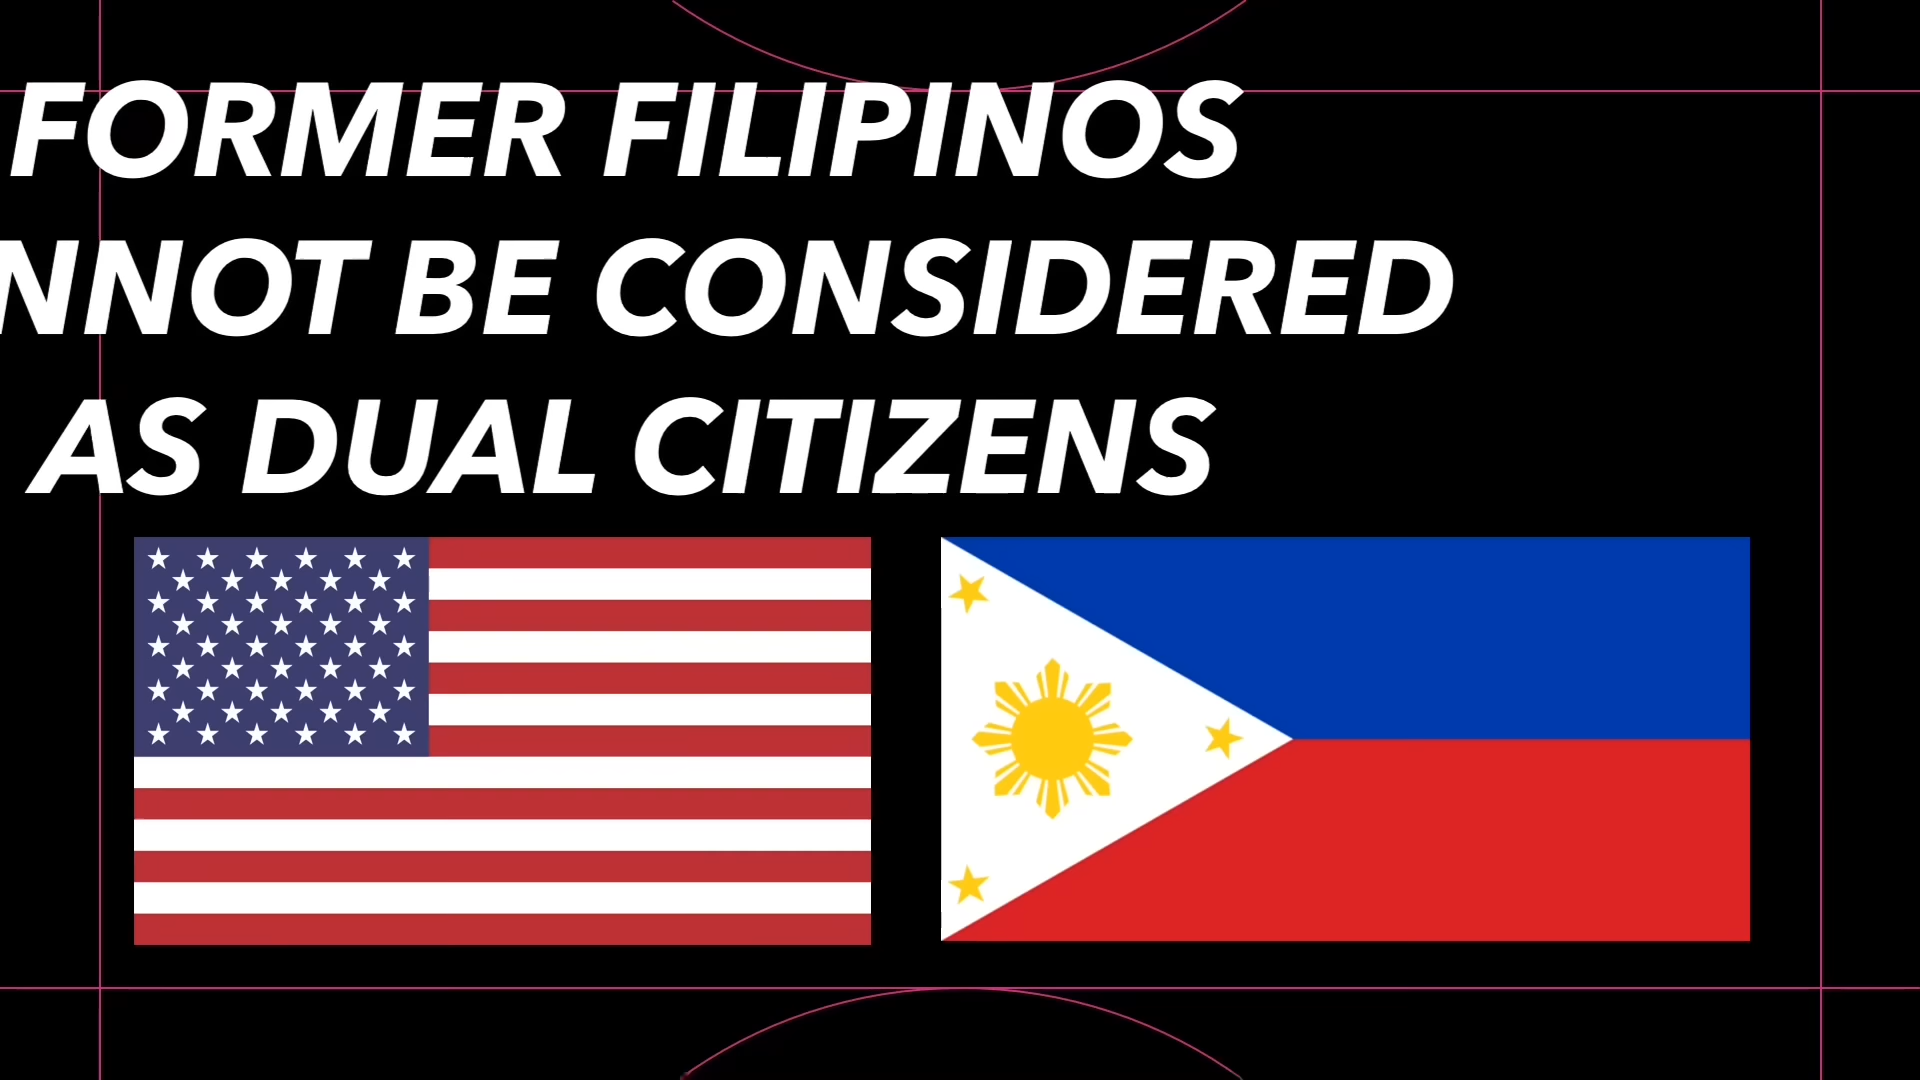 FORMER FILIPINOS
NNOT BE CONSIDERED
AS DUAL CITIZENS